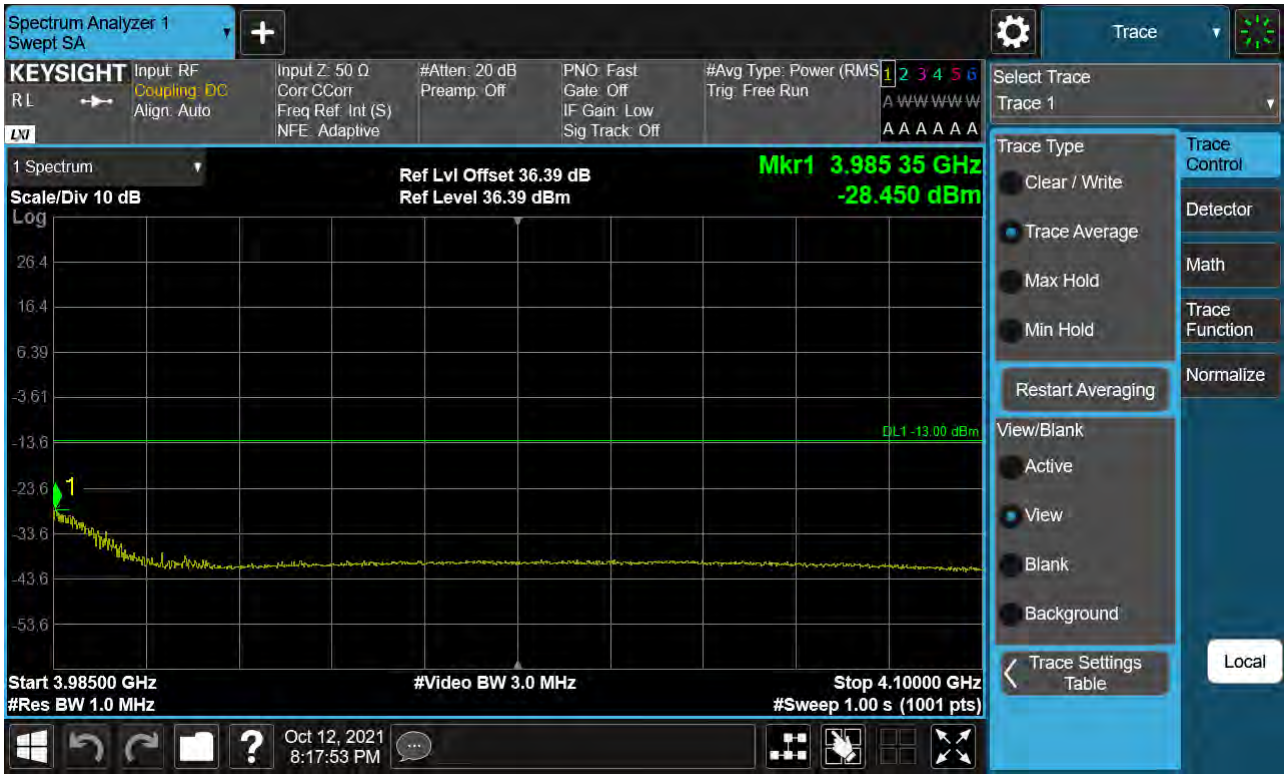 Spectrum Analyzer 1
Swept SA
+
Trace
KEYSIGHT
RL
LXI
Input: RF
Coupling: DC
Align: Auto
Input Z: 50 Ω
Corr CCorr
Freq Ref: Int (S)
NFE: Adaptive
#Atten: 20 dB
Preamp: Off
PNO: Fast
Gate: Off
IF Gain: Low
Sig Track: Off
#Avg Type: Power (RMS
Trig: Free Run
1 2 3 4 5 6
A W W W W W
A A A A A A
Select Trace
Trace 1
1 Spectrum
Scale/Div 10 dB
Log
Ref Lvl Offset 36.39 dB
Ref Level 36.39 dBm
Mkr1 3.985 35 GHz
-28.450 dBm
26.4
16.4
6.39
-3.61
-13.6
-23.6
-33.6
-43.6
-53.6
DL1 -13.00 dBm
1
Start 3.98500 GHz
#Res BW 1.0 MHz
#Video BW 3.0 MHz
Stop 4.10000 GHz
#Sweep 1.00 s (1001 pts)
Trace Type
Clear / Write
Trace Average
Max Hold
Min Hold
Restart Averaging
View/Blank
Active
View
Blank
Background
Trace Settings
Table
Trace
Control
Detector
Math
Trace
Function
Normalize
Local
?
Oct 12, 2021
8:17:53 PM